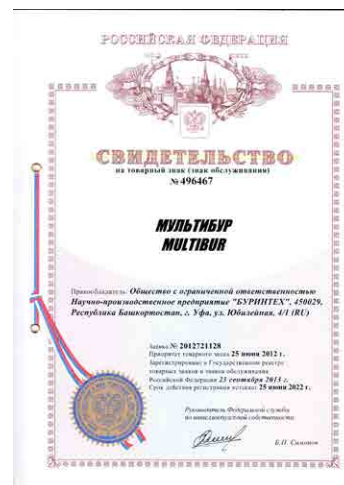 РОССИЙСКАЯ ФЕДЕРАЦИЯ
СВИДЕТЕЛЬСТВО
на товарный знак (знак обслуживания)
№ 496467
МУЛЬТИБУР
MULTIBUR
Правообладатель: Общество с ограниченной ответственностью
Научно-производственное предприятие "БУРИНТЕХ", 450029,
Республика Башкортостан, г. Уфа, ул. Юбилейная, 4/1 (RU)
Заявка № 2012721128
Приоритет товарного знака 25 июня 2012 г.
Зарегистрировано в Государственном реестре
товарных знаков и знаков обслуживания
Российской Федерации 23 сентября 2013 г.
Срок действия регистрации истекает 25 июня 2022 г.
Руководитель Федеральной службы
по интеллектуальной собственности
Б.П. Симонов